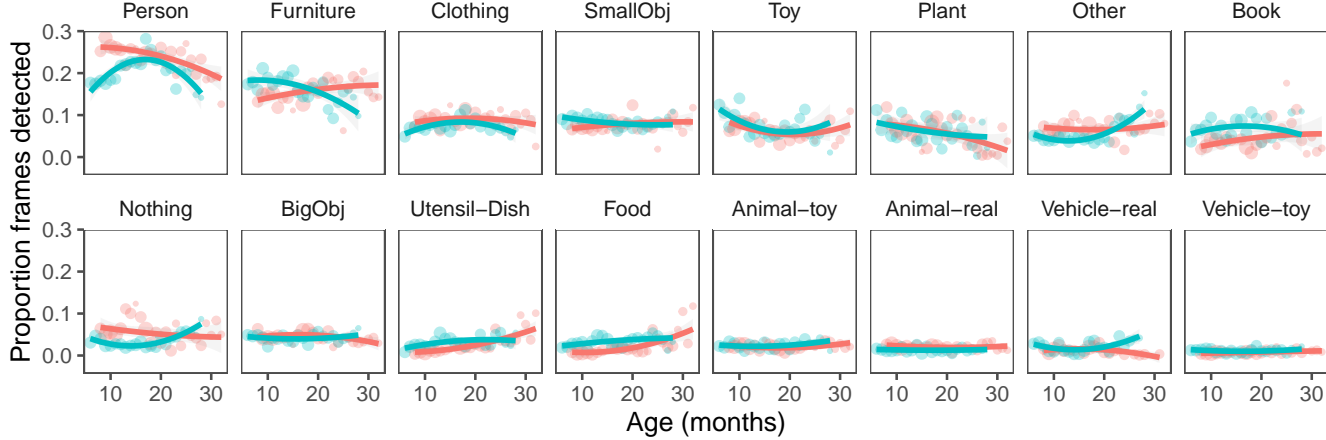 Person Furniture Clothing SmallObj Toy Plant Other Book
0.3
0.2
0.1
0.0
Nothing BigObj Utensil−Dish Food Animal−toy Animal−real Vehicle−real Vehicle−toy
0.3
0.2
0.1
0.0
10 20 30 10 20 30 10 20 30 10 20 30 10 20 30 10 20 30 10 20 30 10 20 30
Age (months)
Proportion frames detected